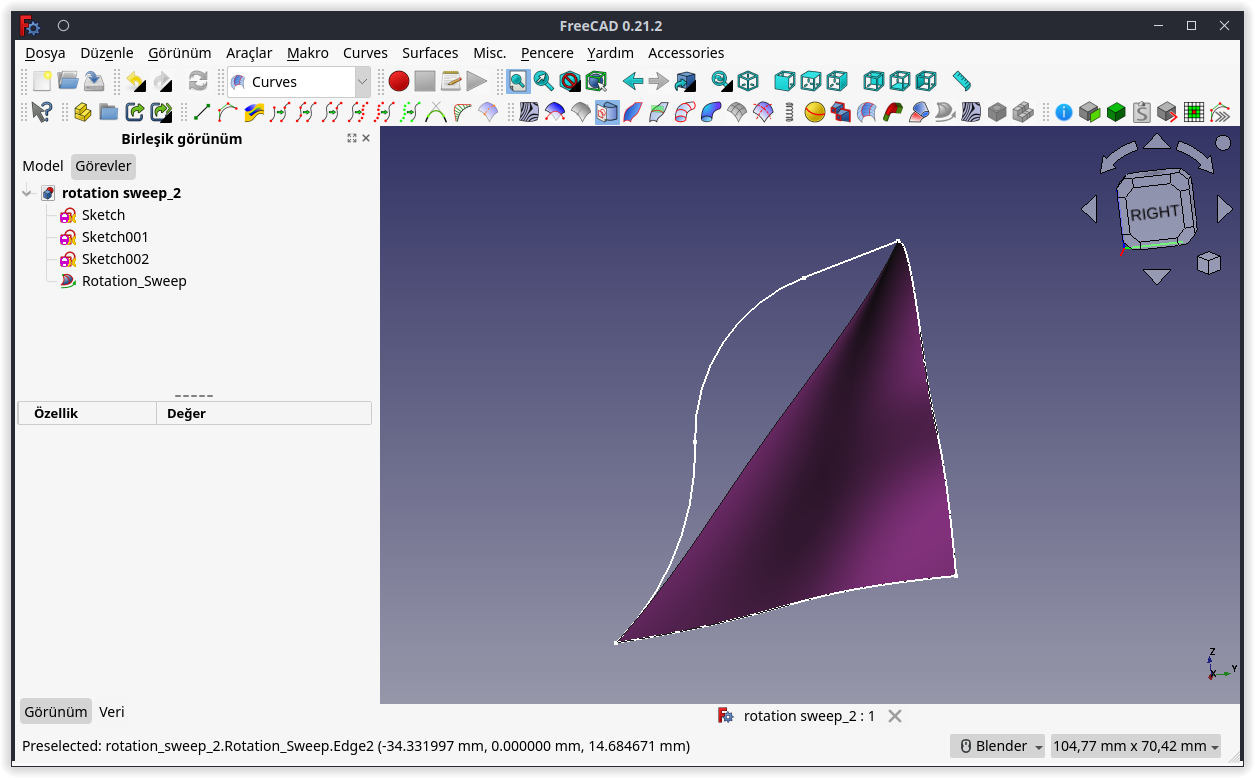 FreeCAD 0.21.2
Dosya Düzenle Görünüm Araçlar Makro Curves Surfaces Misc. Pencere Yardım Accessories
Curves
Birleşik görünüm
Model Görevler
rotation sweep_2
Sketch
Sketch001
Sketch002
Rotation_Sweep
Özellik Değer
RIGHT
Z
Y
X
Görünüm Veri
rotation sweep_2 : 1
Preselected: rotation_sweep_2.Rotation_Sweep.Edge2 (-34.331997 mm, 0.000000 mm, 14.684671 mm)
Blender
104,77 mm x 70,42 mm